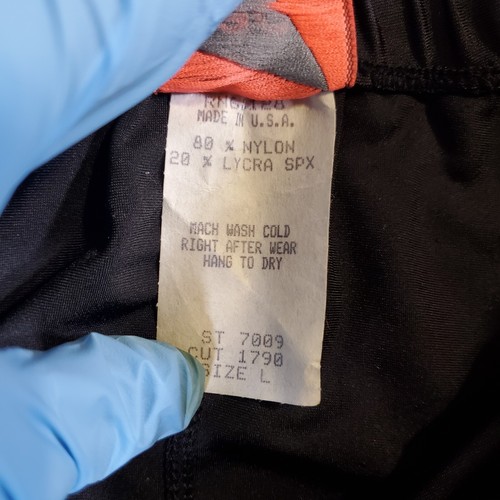 MADE IN U.S.A.
80 % NYLON
20 % LYCRA SPX
MACH WASH COLD
RIGHT AFTER WEAR
HANG TO DRY
ST 7009
CUT 1790
SIZE L